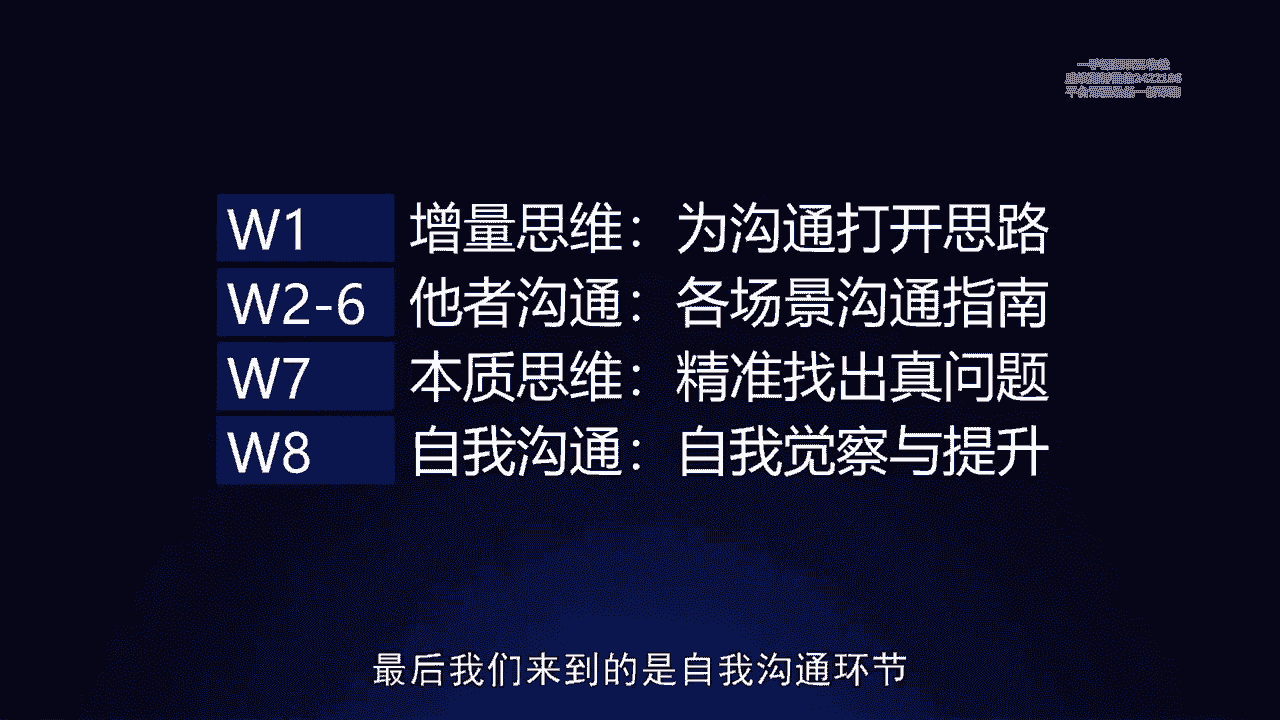 W1 增量思维：为沟通打开思路
W2-6 他者沟通：各场景沟通指南
W7 本质思维：精准找出真问题
W8 自我沟通：自我觉察与提升
最后我们来到的是自我沟通环节